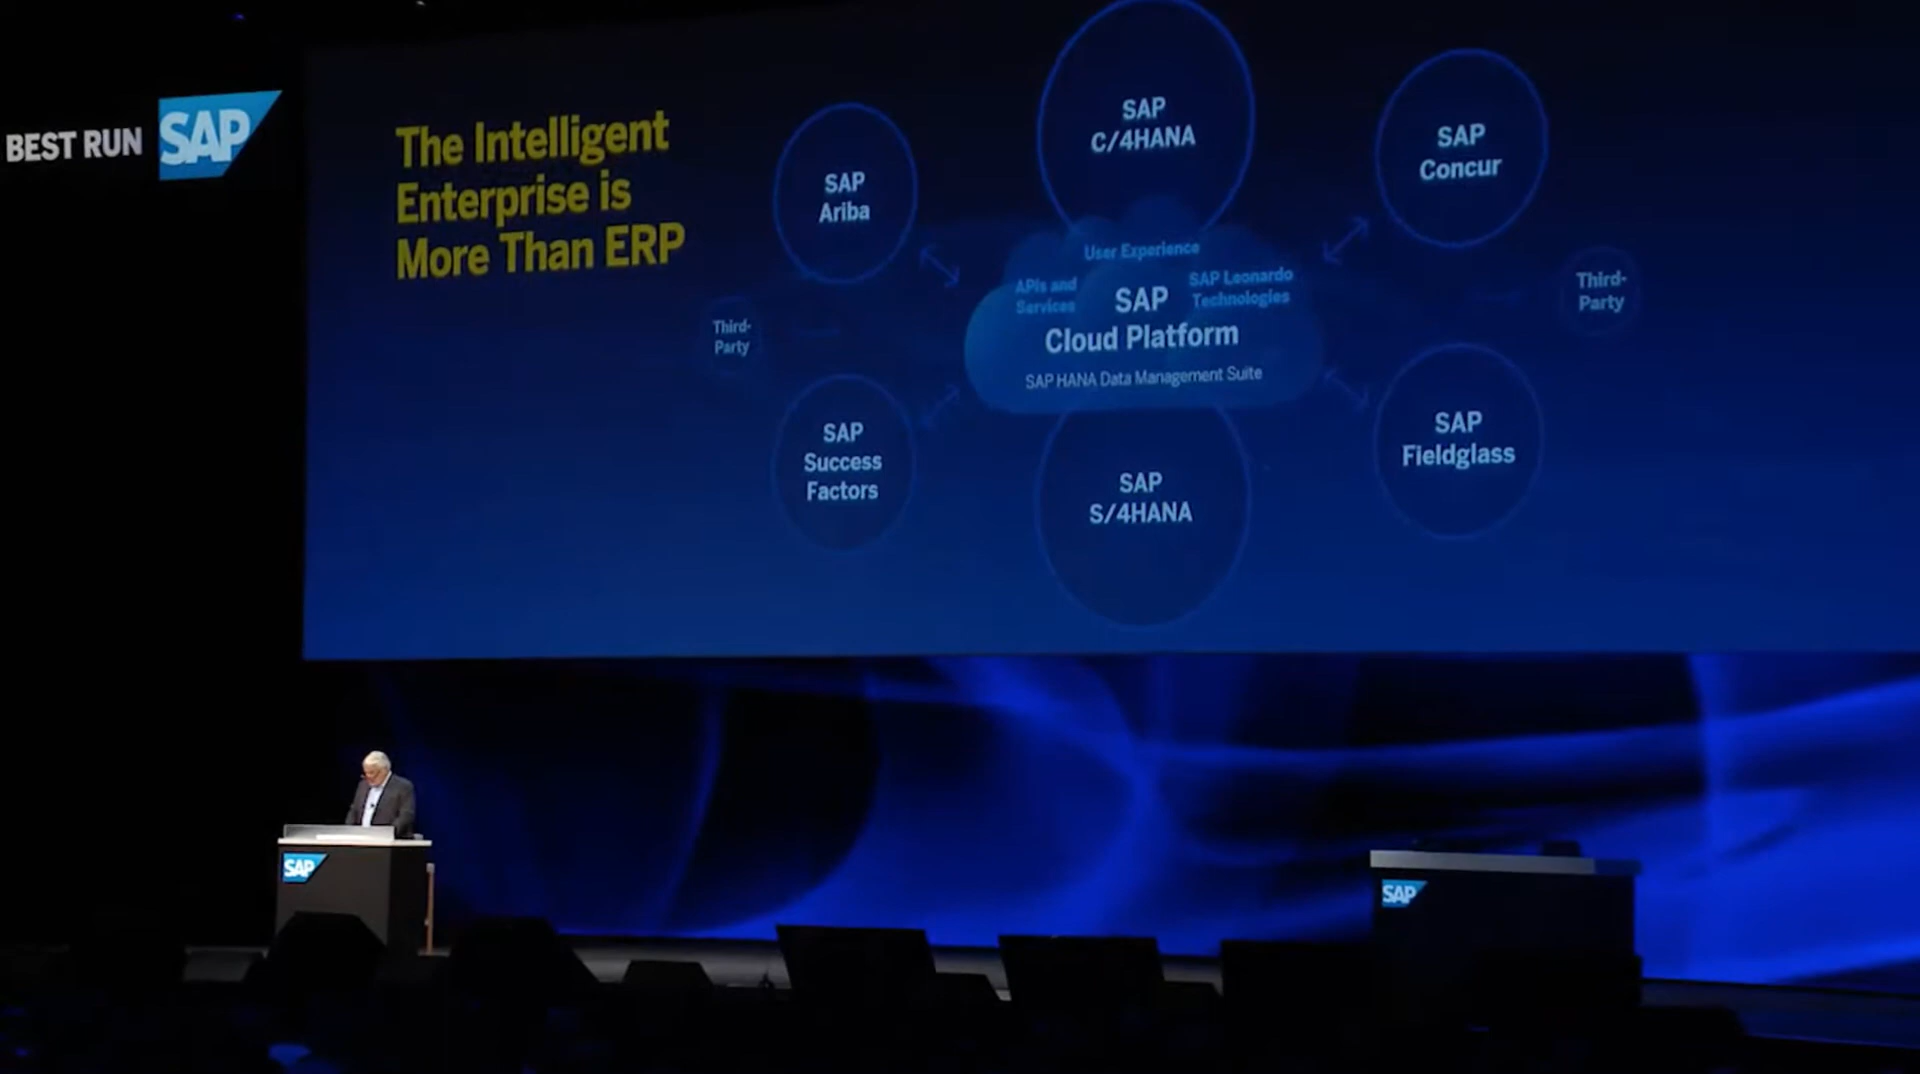 BEST RUN SAP
The Intelligent
Enterprise is
More Than ERP
SAP
Ariba
SAP
C/4HANA
SAP
Concur
User Experience
APIs and
Services
SAP Leonardo
Technologies
SAP
Cloud Platform
SAP HANA Data Management Suite
Third-
Party
Third-
Party
SAP
Success
Factors
SAP
S/4HANA
SAP
Fieldglass
SAP
SAP